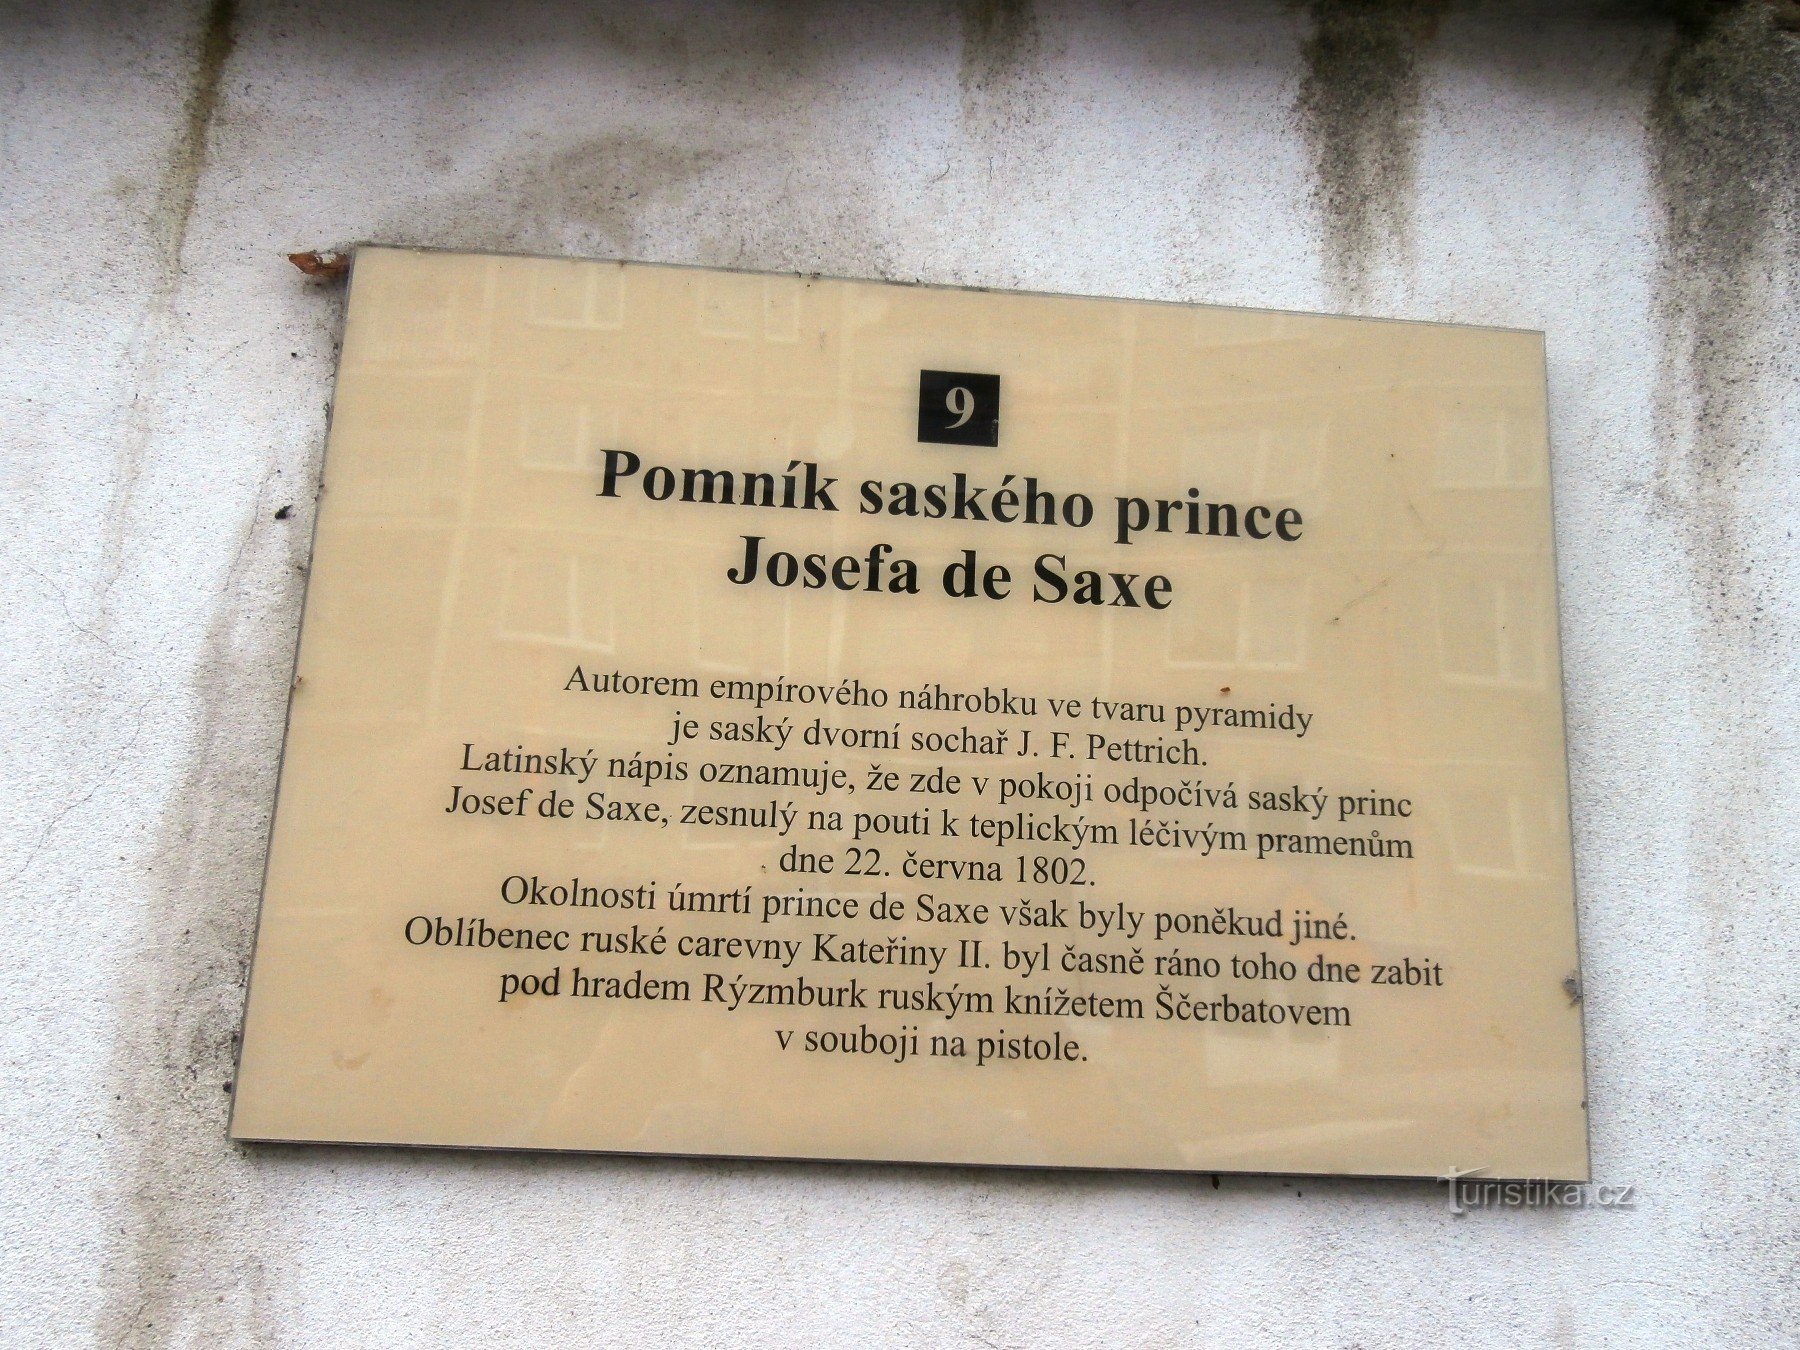 9
Pomník saského prince
Josefa de Saxe
Autorem empírového náhrobku ve tvaru pyramidy
je saský dvorní sochař J. F. Pettrich.
Latinský nápis oznamuje, že zde v pokoji odpočívá saský princ
Josef de Saxe, zesnulý na pouti k teplickým léčivým pramenům
dne 22. června 1802.
Okolnosti úmrtí prince de Saxe však byly poněkud jiné.
Oblíbenec ruské carevny Kateřiny II. byl časně ráno toho dne zabit
pod hradem Rýzmburk ruským knížetem Ščerbatovem
v souboji na pistole.
Turistika.cz